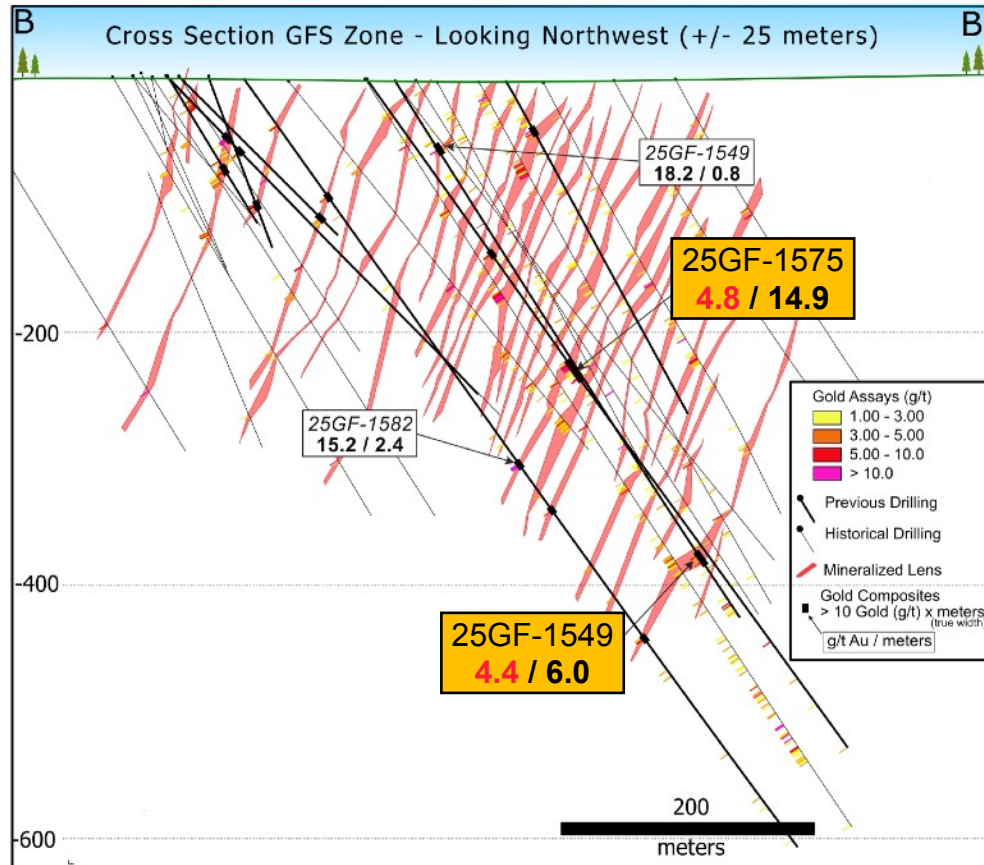 B
B
Cross Section GFS Zone - Looking Northwest (+/- 25 meters)
25GF-1549
18.2 / 0.8
25GF-1575
4.8 / 14.9
-200
25GF-1582
15.2 / 2.4
Gold Assays (g/t)
1.00 - 3.00
3.00 - 5.00
5.00 - 10.0
> 10.0
Previous Drilling
Historical Drilling
Mineralized Lens
Gold Composites
> 10 Gold (g/t) x meters
(true width)
g/t Au / meters
-400
25GF-1549
4.4 / 6.0
200
meters
-600